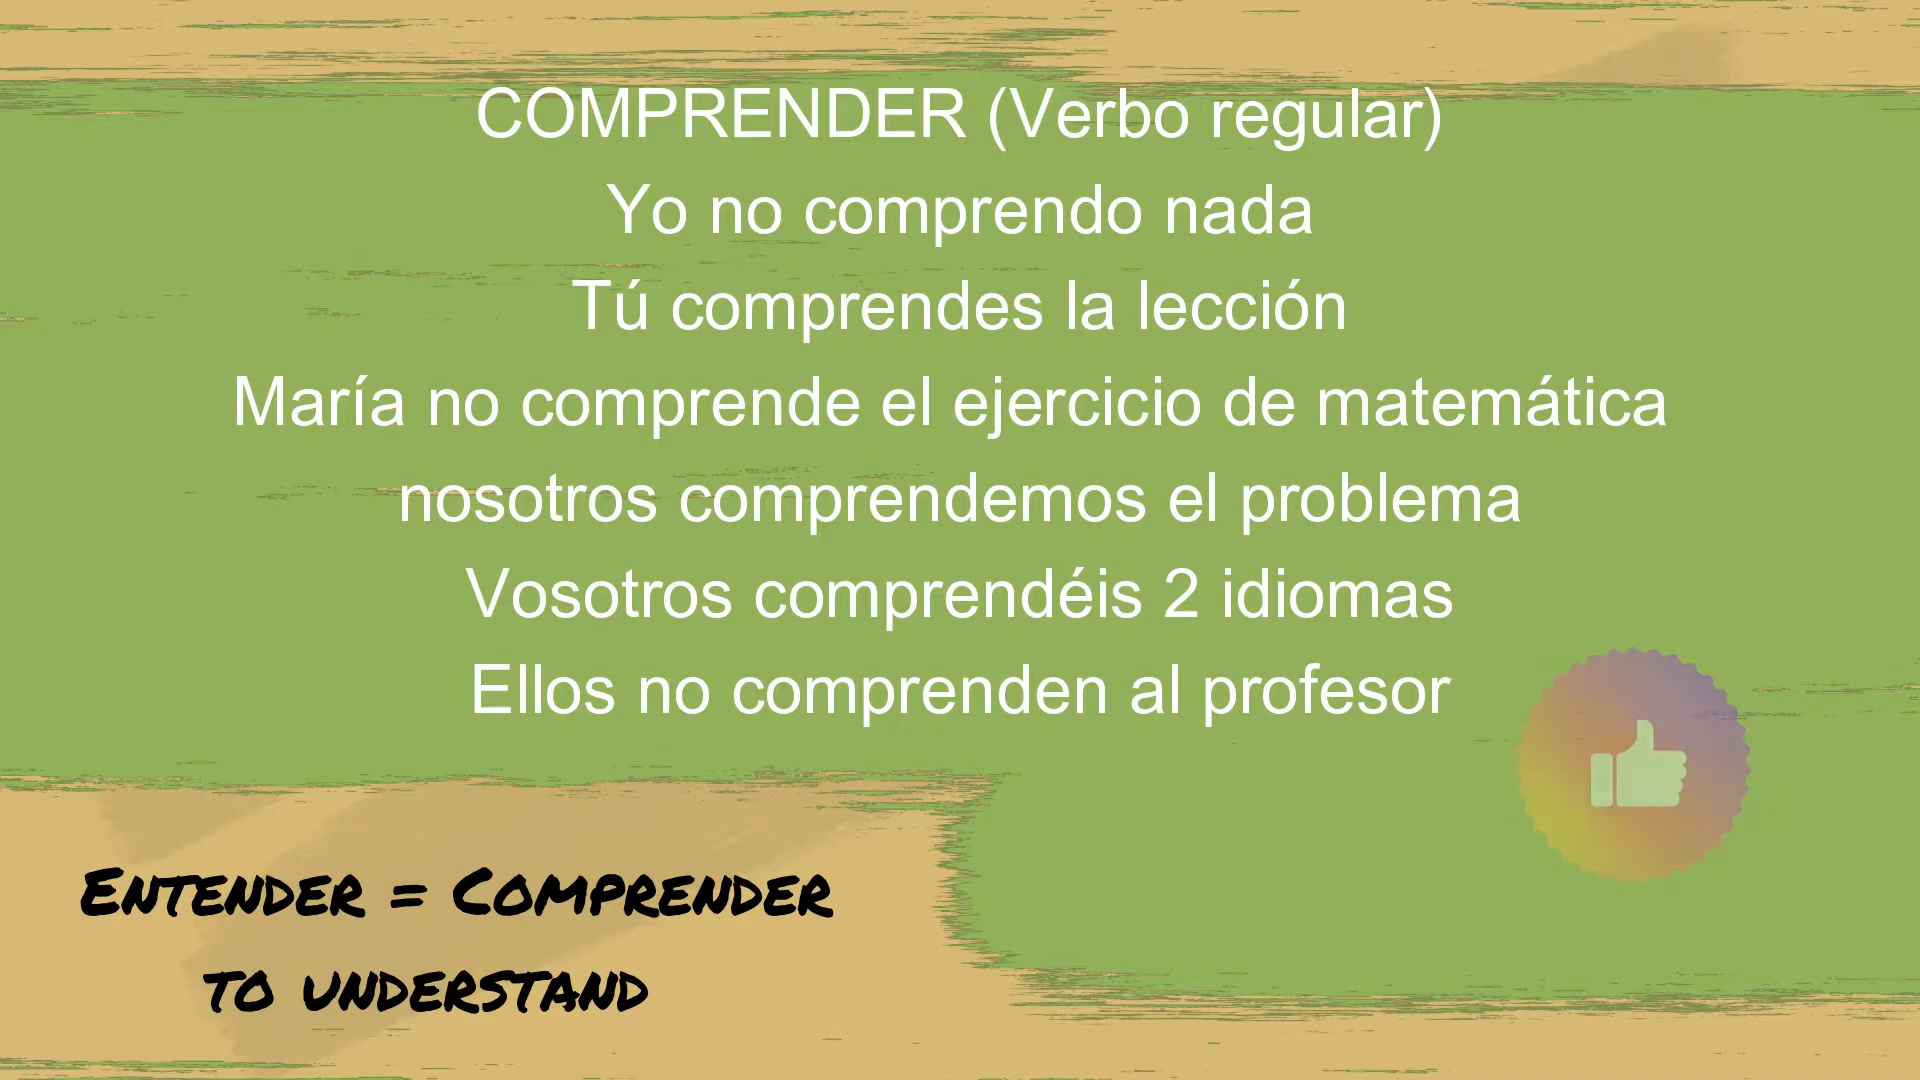 COMPRENDER (Verbo regular)
Yo no comprendo nada
Tú comprendes la lección
María no comprende el ejercicio de matemática
nosotros comprendemos el problema
Vosotros comprendéis 2 idiomas
Ellos no comprenden al profesor
ENTENDER = COMPRENDER
TO UNDERSTAND